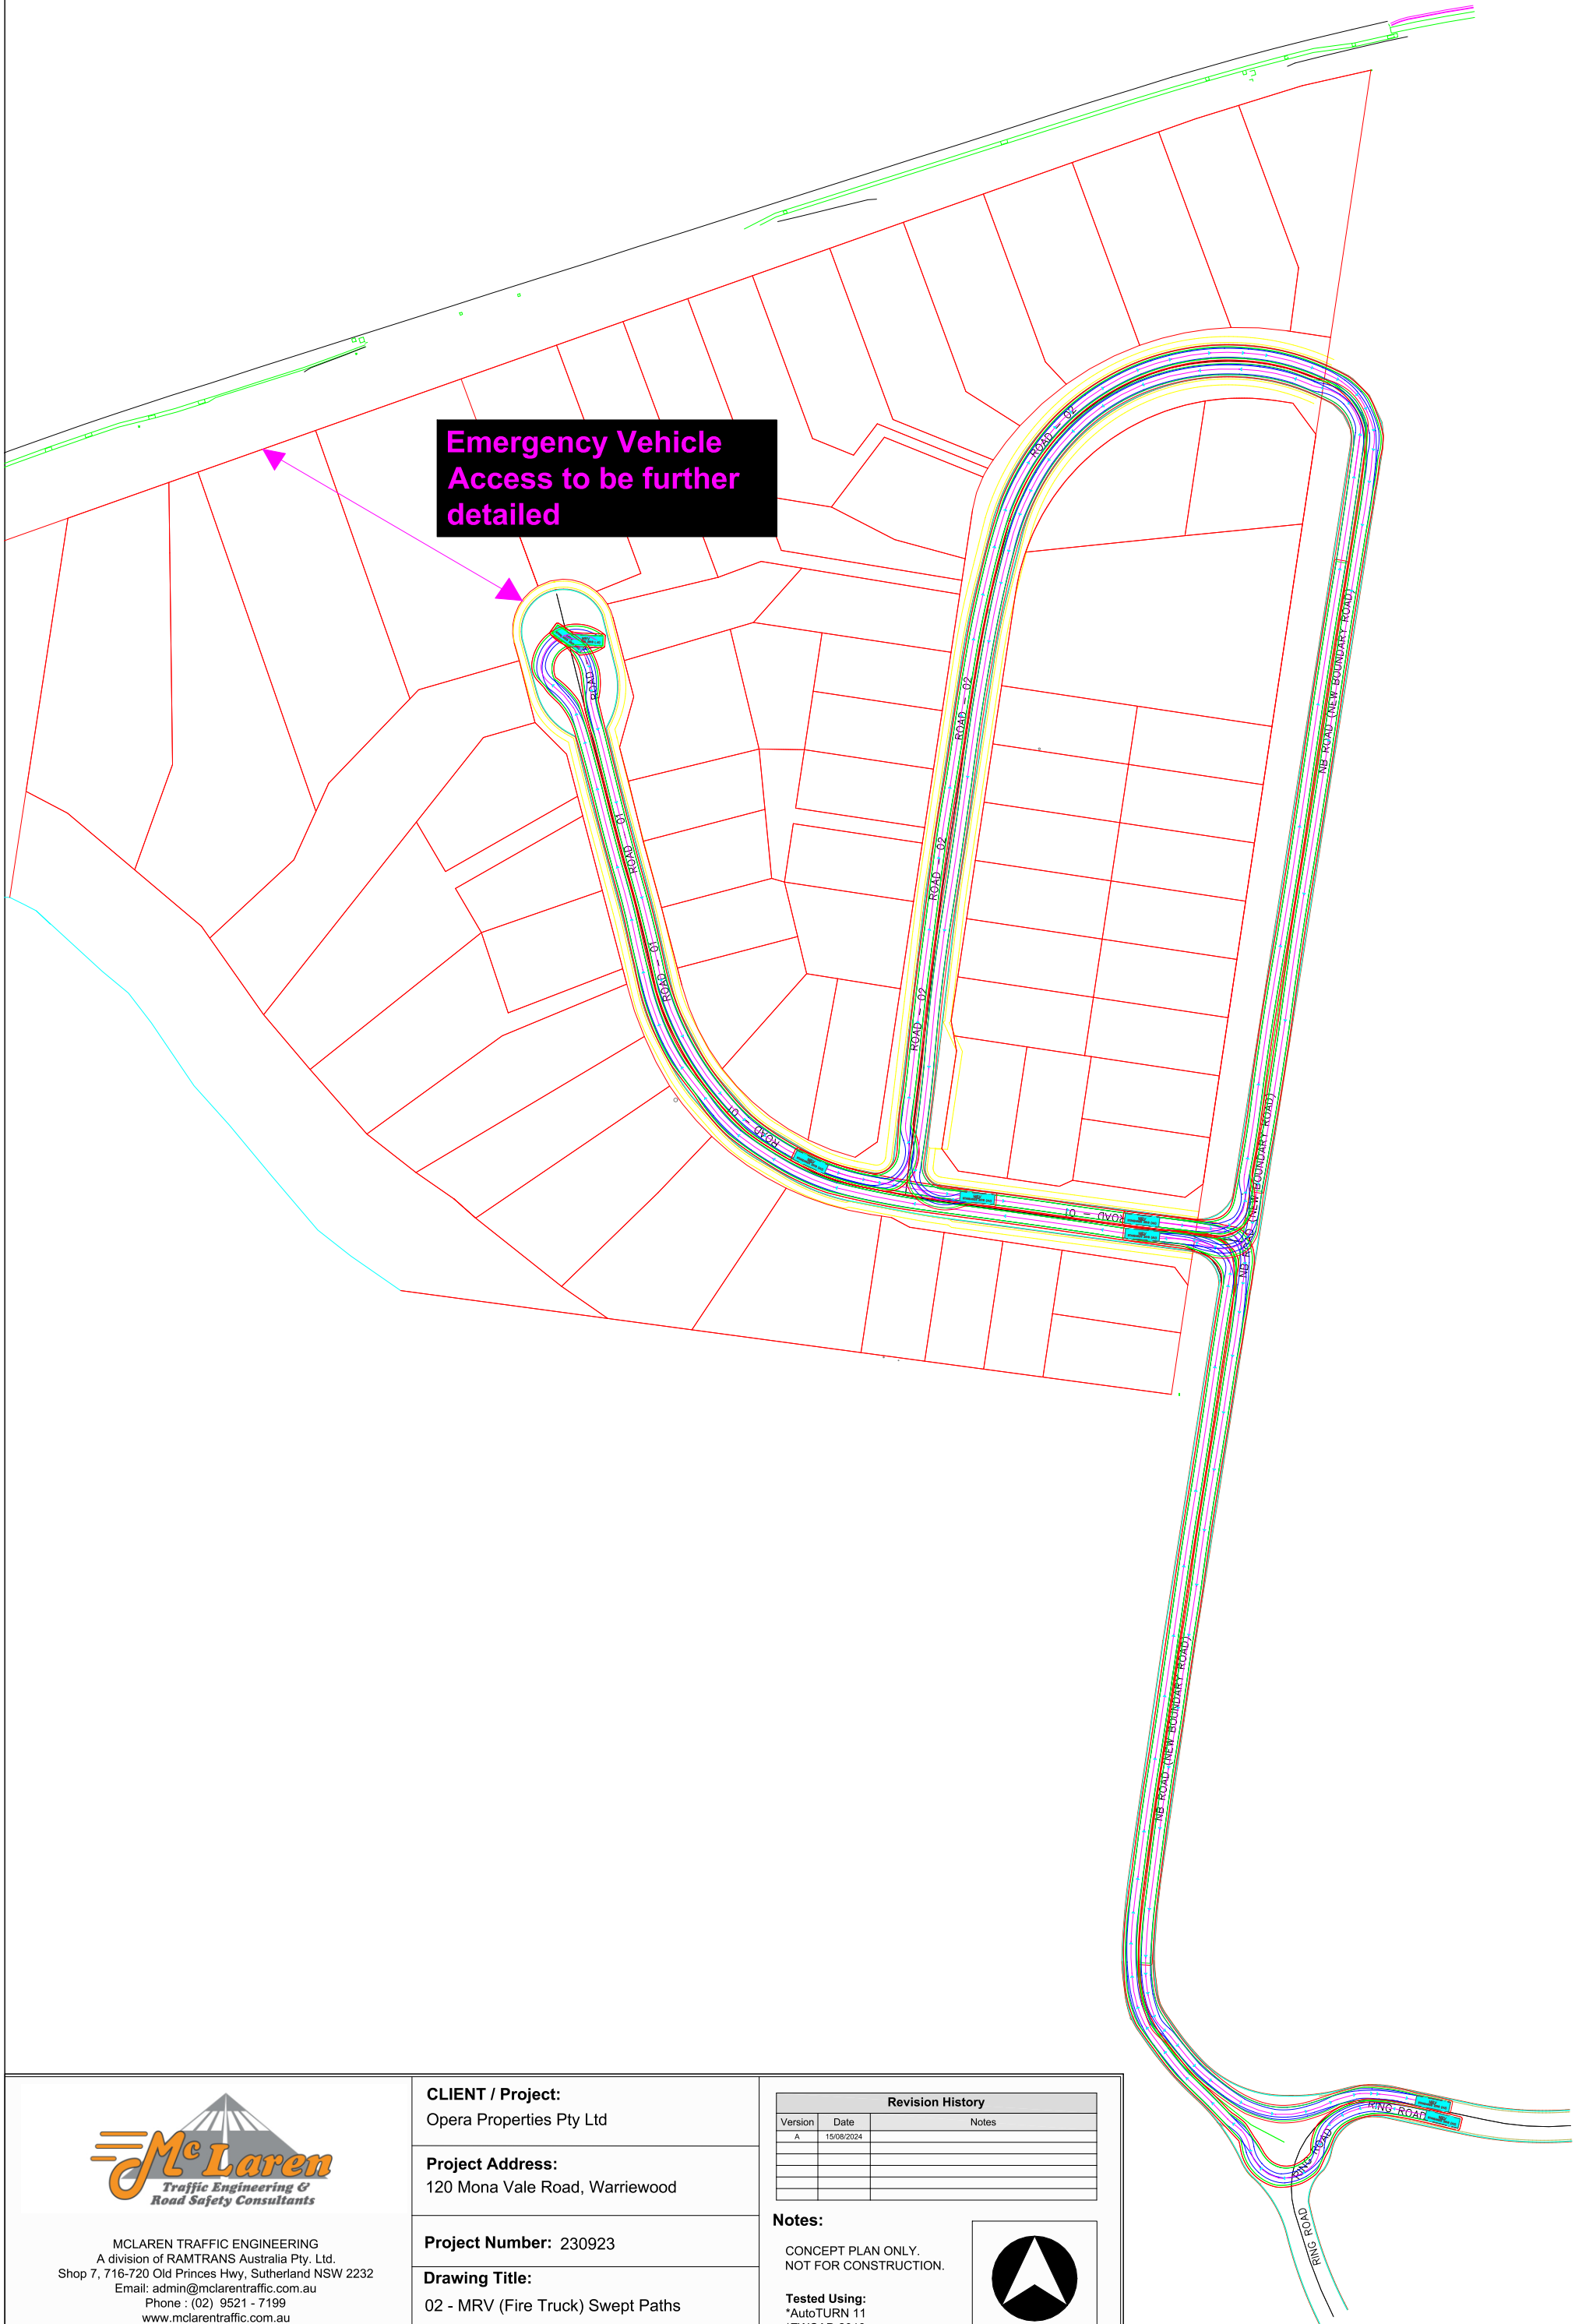 Emergency Vehicle
Access to be further
detailed
ROAD – 02
NB ROAD (NEW BOUNDARY ROAD)
ROAD –
ROAD – 02
ROAD – 01
ROAD – 02
ROAD – 01
ROAD – 02
ROAD – 01
NB ROAD (NEW BOUNDARY ROAD)
ROAD – 01
NB ROAD (NEW BOUNDARY ROAD)
RING ROAD
RING ROAD
RING ROAD
Mc Laren
Traffic Engineering &
Road Safety Consultants
MCLAREN TRAFFIC ENGINEERING
A division of RAMTRANS Australia Pty. Ltd.
Shop 7, 716-720 Old Princes Hwy, Sutherland NSW 2232
Email: admin@mclarentraffic.com.au
Phone : (02) 9521 - 7199
www.mclarentraffic.com.au
CLIENT / Project:
Opera Properties Pty Ltd
Project Address:
120 Mona Vale Road, Warriewood
Project Number: 230923
Drawing Title:
02 - MRV (Fire Truck) Swept Paths
Revision History
Version Date Notes
A 15/08/2024
Notes:
CONCEPT PLAN ONLY.
NOT FOR CONSTRUCTION.
Tested Using:
*AutoTURN 11